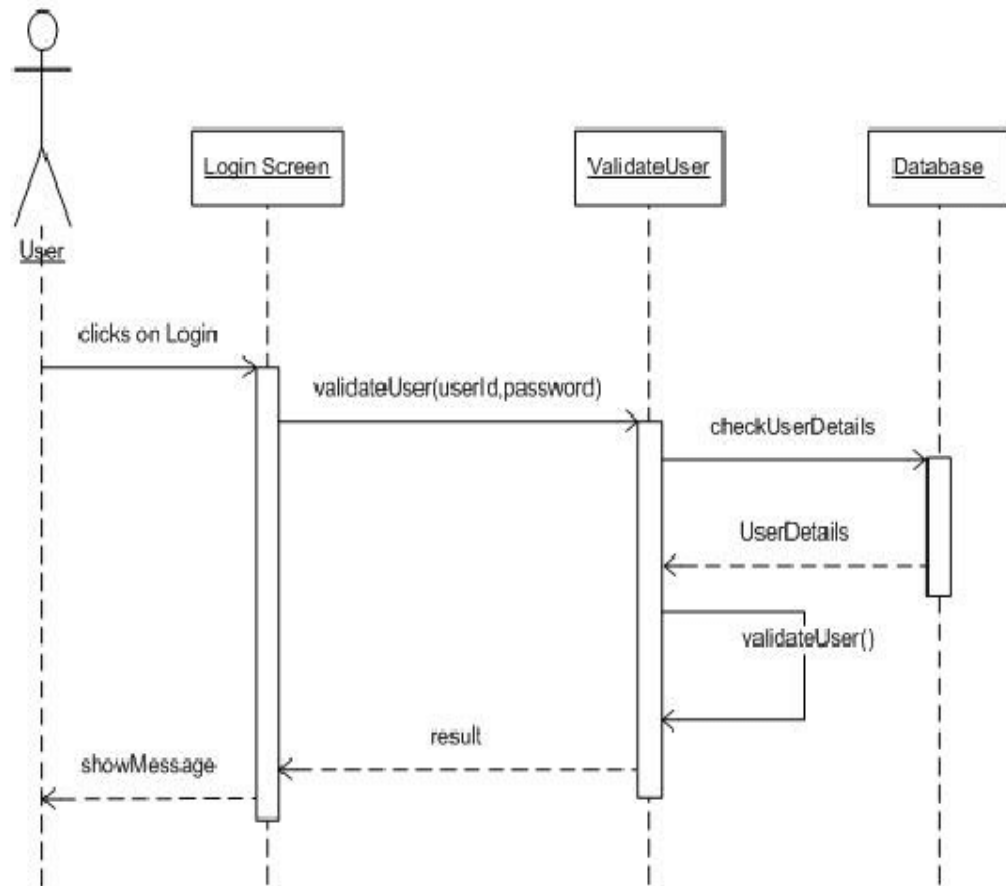 Login Screen
ValidateUser
Database
User
clicks on Login
validateUser(userId,password)
checkUserDetails
UserDetails
validateUser()
result
showMessage